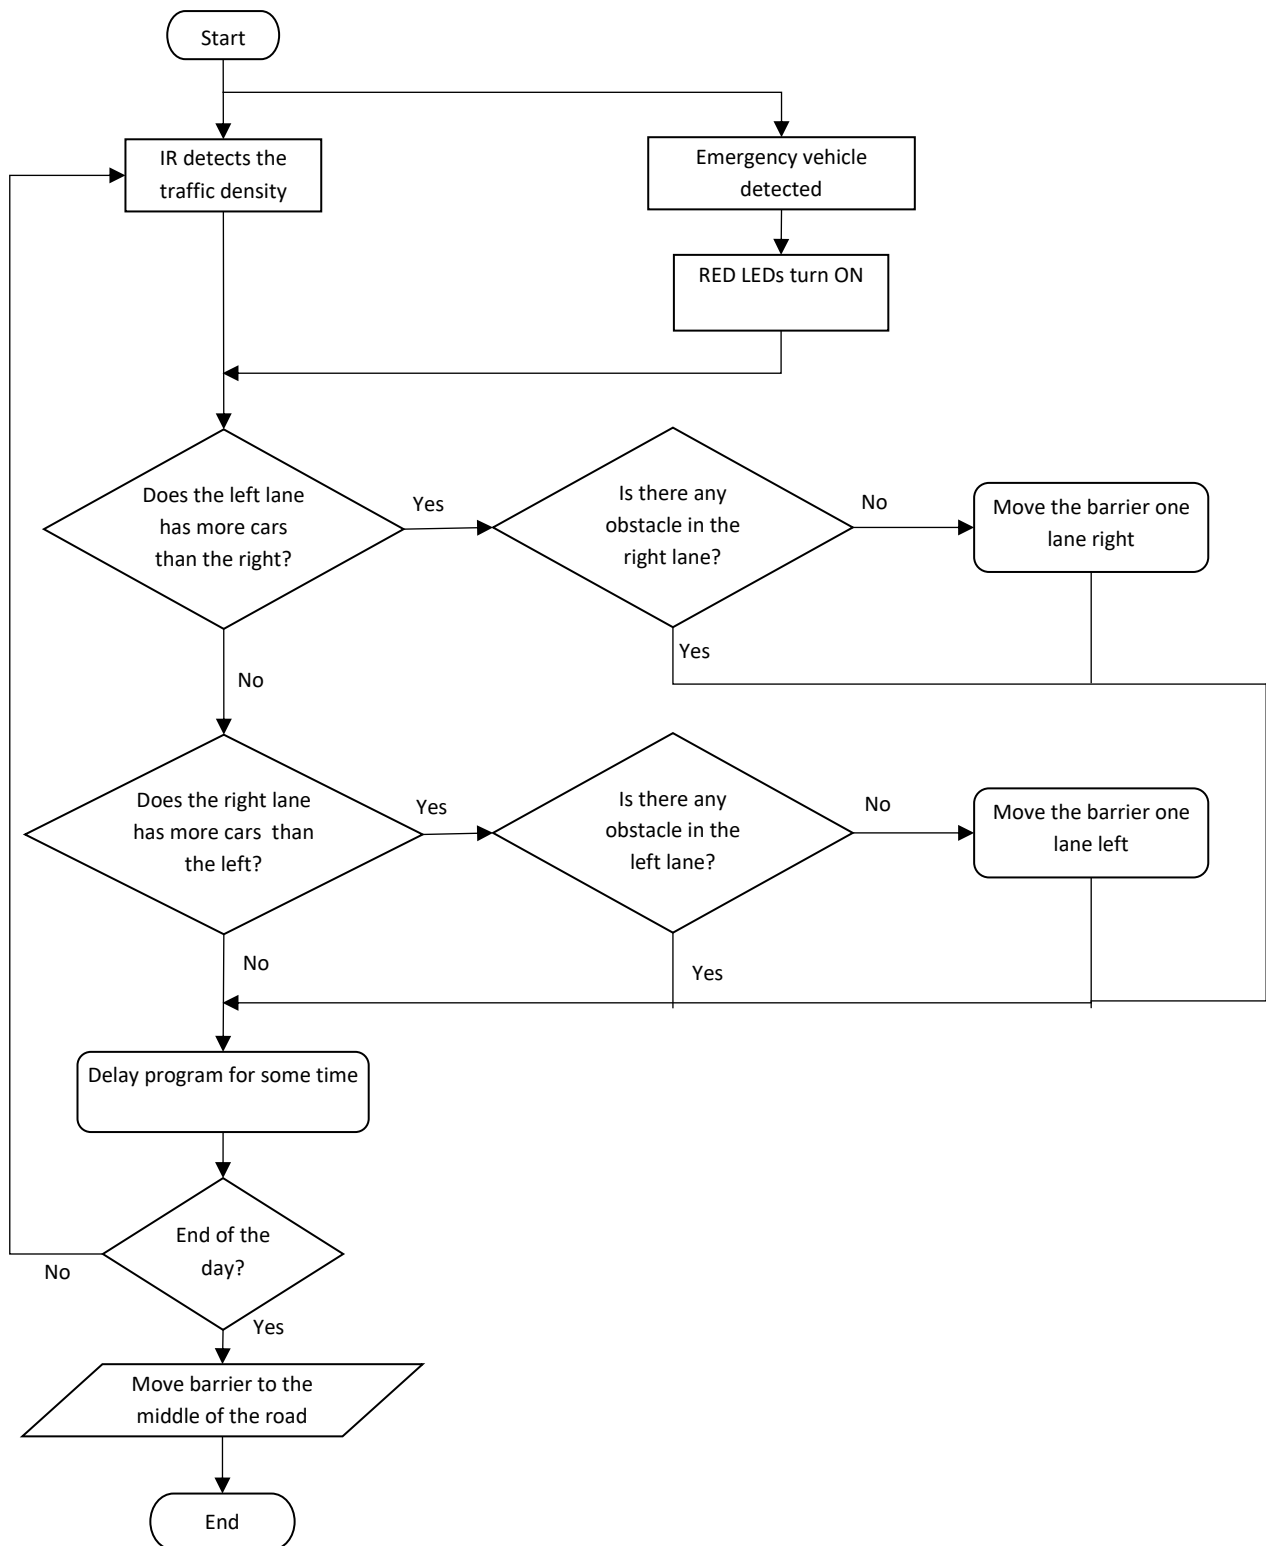 Start
IR detects the
traffic density
Emergency vehicle
detected
RED LEDs turn ON
Does the left lane
has more cars
than the right?
Yes
Is there any
obstacle in the
right lane?
No
Move the barrier one
lane right
Yes
No
Does the right lane
has more cars  than
the left?
Yes
Is there any
obstacle in the
left lane?
No
Move the barrier one
lane left
No
Yes
Delay program for some time
End of the
day?
No
Yes
Move barrier to the
middle of the road
End